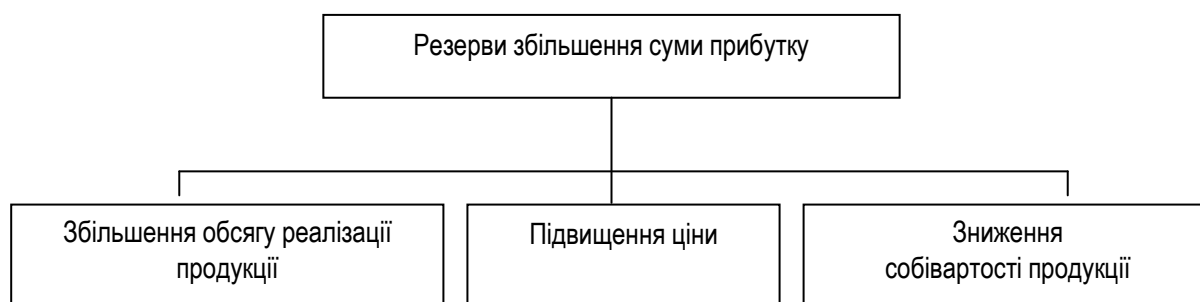 Резерви збільшення суми прибутку
Збільшення обсягу реалізації
продукції
Підвищення ціни
Зниження
собівартості продукції